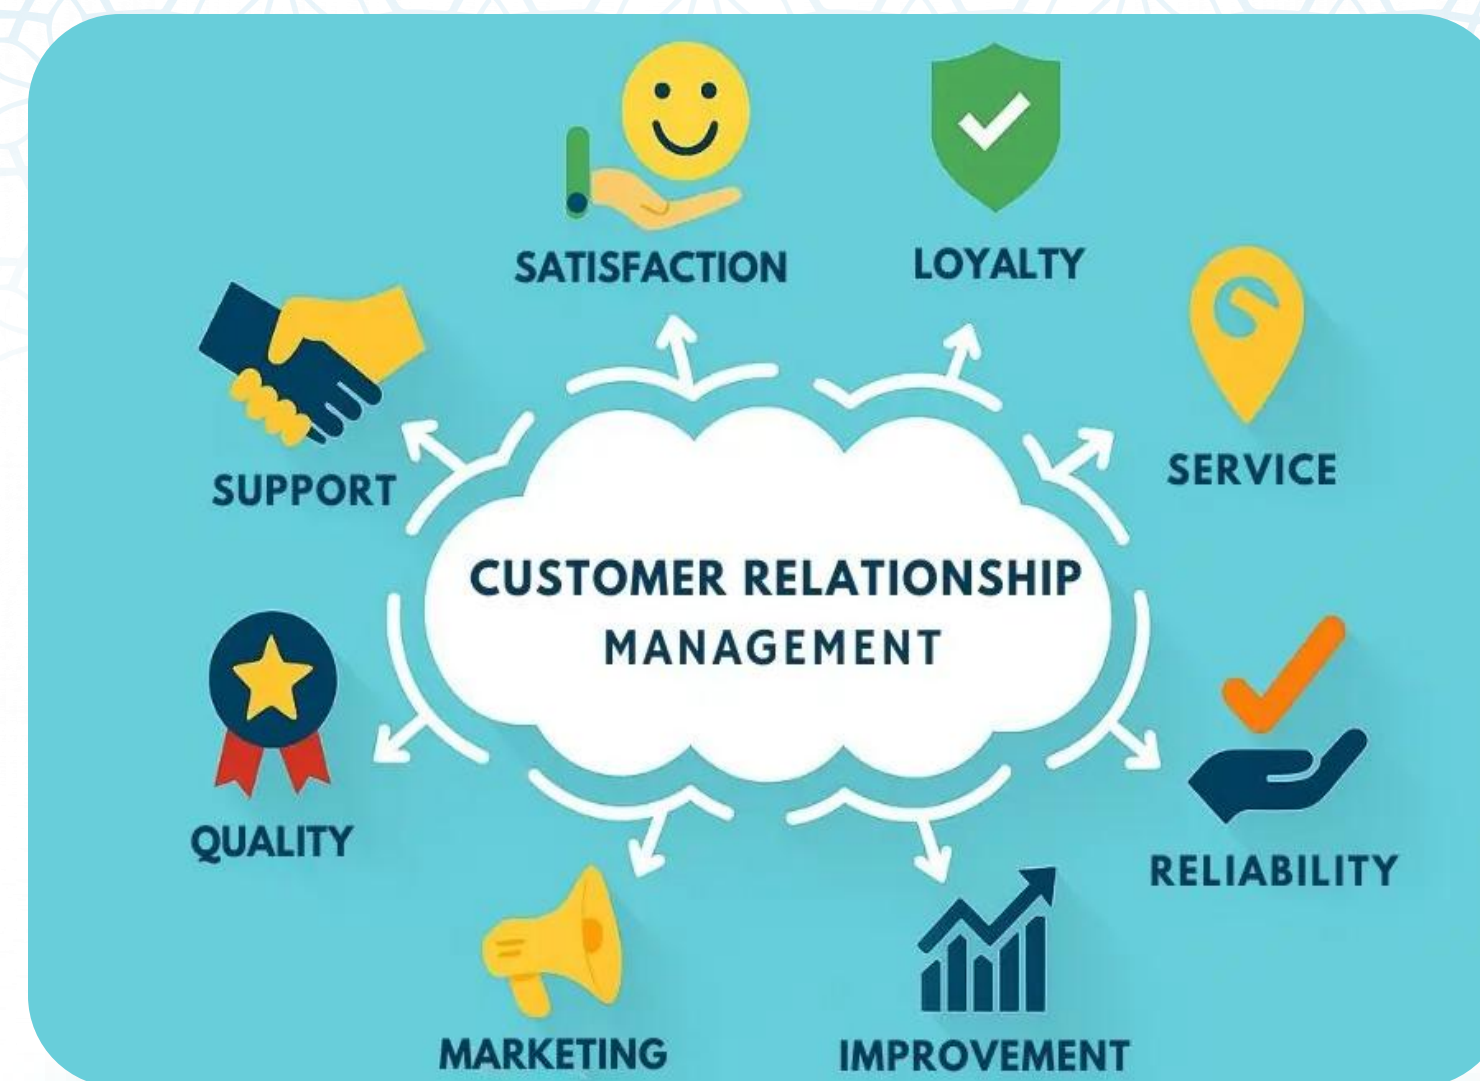 SATISFACTION
LOYALTY
SERVICE
SUPPORT
CUSTOMER RELATIONSHIP
MANAGEMENT
QUALITY
RELIABILITY
MARKETING
IMPROVEMENT